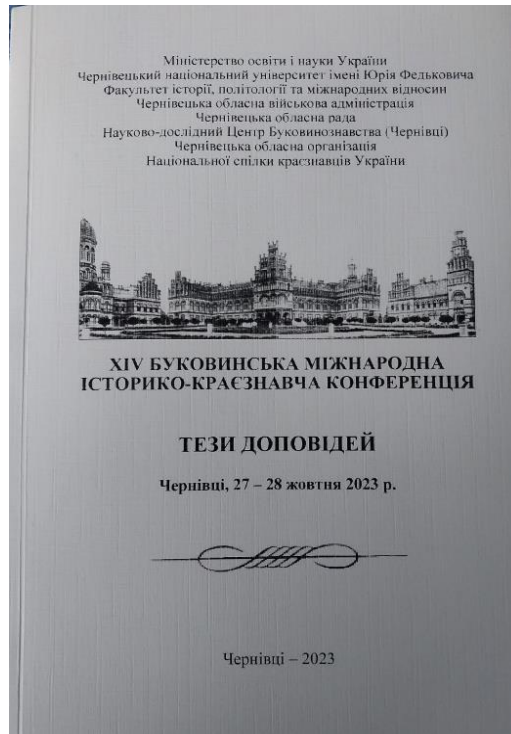 Міністерство освіти і науки України
Чернівецький національний університет імені Юрія Федьковича
Факультет історії, політології та міжнародних відносин
Чернівецька обласна військова адміністрація
Чернівецька обласна рада
Науково-дослідний Центр Буковинознавства (Чернівці)
Чернівецька обласна організація
Національної спілки краєзнавців України
XIV БУКОВИНСЬКА МІЖНАРОДНА
ІСТОРИКО-КРАЄЗНАВЧА КОНФЕРЕНЦІЯ
ТЕЗИ ДОПОВІДЕЙ
Чернівці, 27 – 28 жовтня 2023 р.
Чернівці – 2023